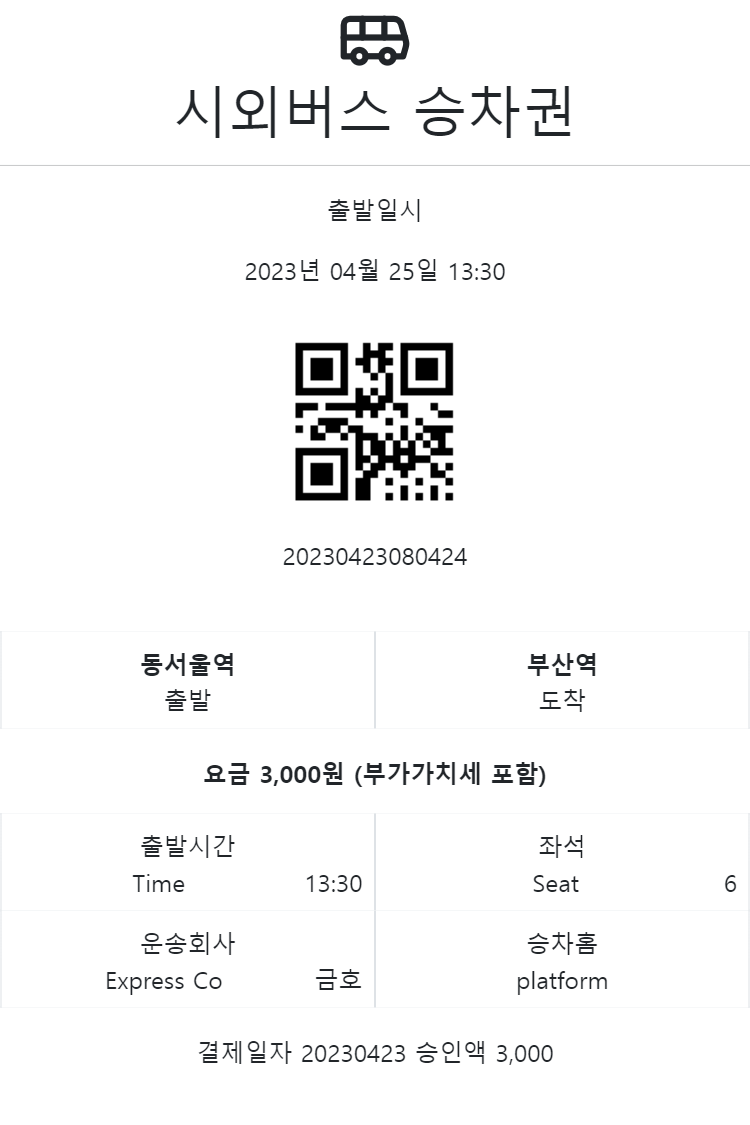 시외버스 승차권
출발일시
2023년 04월 25일 13:30
20230423080424
동서울역
출발
부산역
도착
요금 3,000원 (부가가치세 포함)
출발시간
Time 13:30
좌석
Seat 6
운송회사
Express Co 금호
승차홈
platform
결제일자 20230423 승인액 3,000